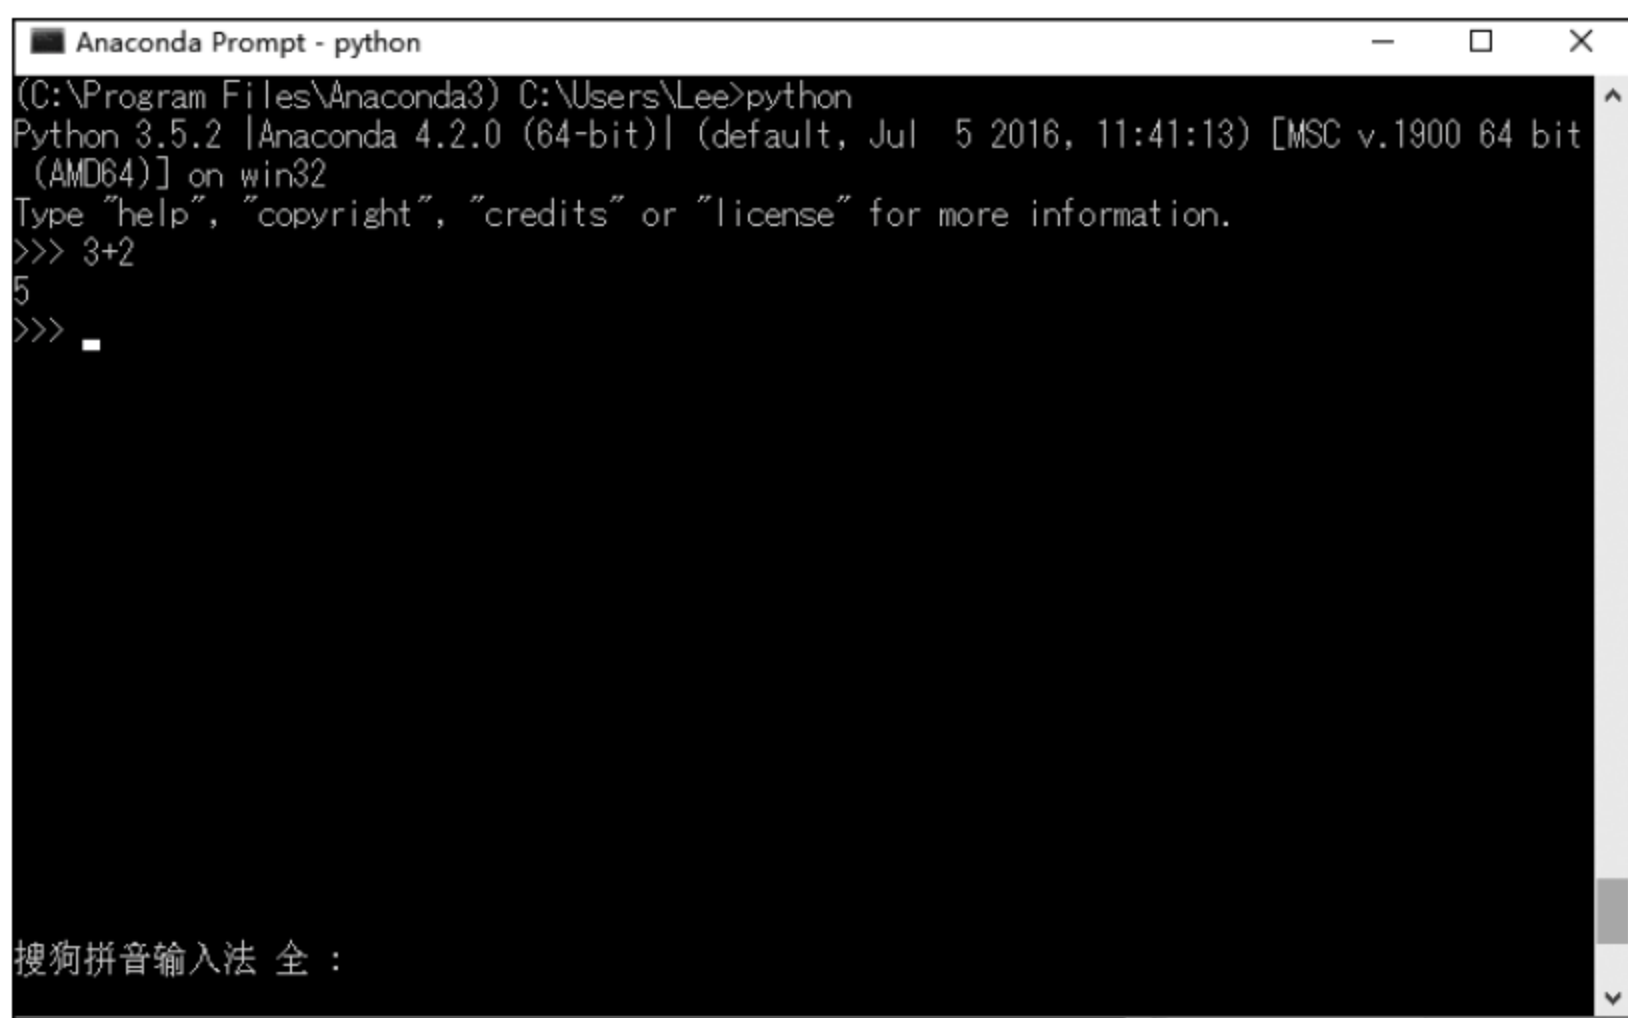 Anaconda Prompt - python
(C:\Program Files\Anaconda3) C:\Users\Lee>python
Python 3.5.2 |Anaconda 4.2.0 (64-bit)| (default, Jul  5 2016, 11:41:13) [MSC v.1900 64 bit
 (AMD64)] on win32
Type "help", "copyright", "credits" or "license" for more information.
>>> 3+2
5
>>>
搜狗拼音输入法 全 :